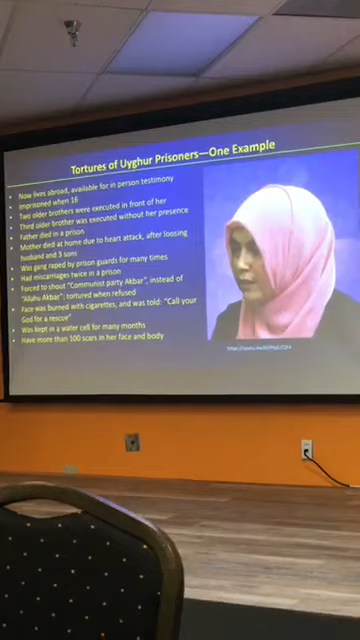 Tortures of Uyghur Prisoners—One Example
Now lives abroad, available for in person testimony
Imprisoned when 16
Two older brothers were executed in front of her
Third older brother was executed without her presence
Father died in a prison
Mother died at home due to heart attack, after loosing
husband and 3 sons
Was gang raped by prison guards for many times
Had miscarriages twice in a prison
Forced to shout "Communist party Akbar", instead of
"Allahu Akbar"; tortured when refused
Face was burned with cigarettes, and was told: "Call your
God for a rescue"
Was kept in a water cell for many months
Have more than 100 scars in her face and body